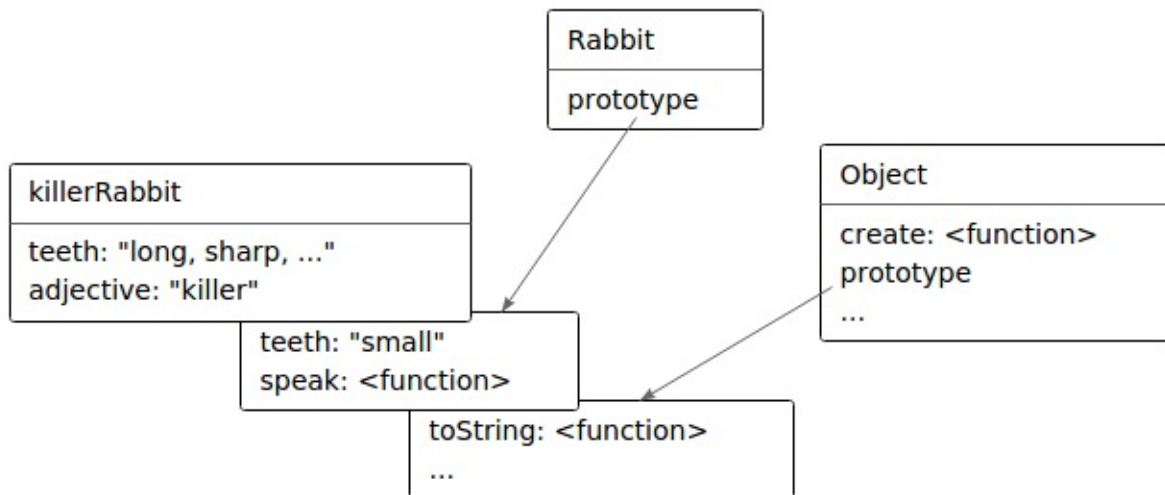 Rabbit
prototype
killerRabbit
teeth: "long, sharp, ..."
adjective: "killer"
Object
create: <function>
prototype
...
teeth: "small"
speak: <function>
toString: <function>
...